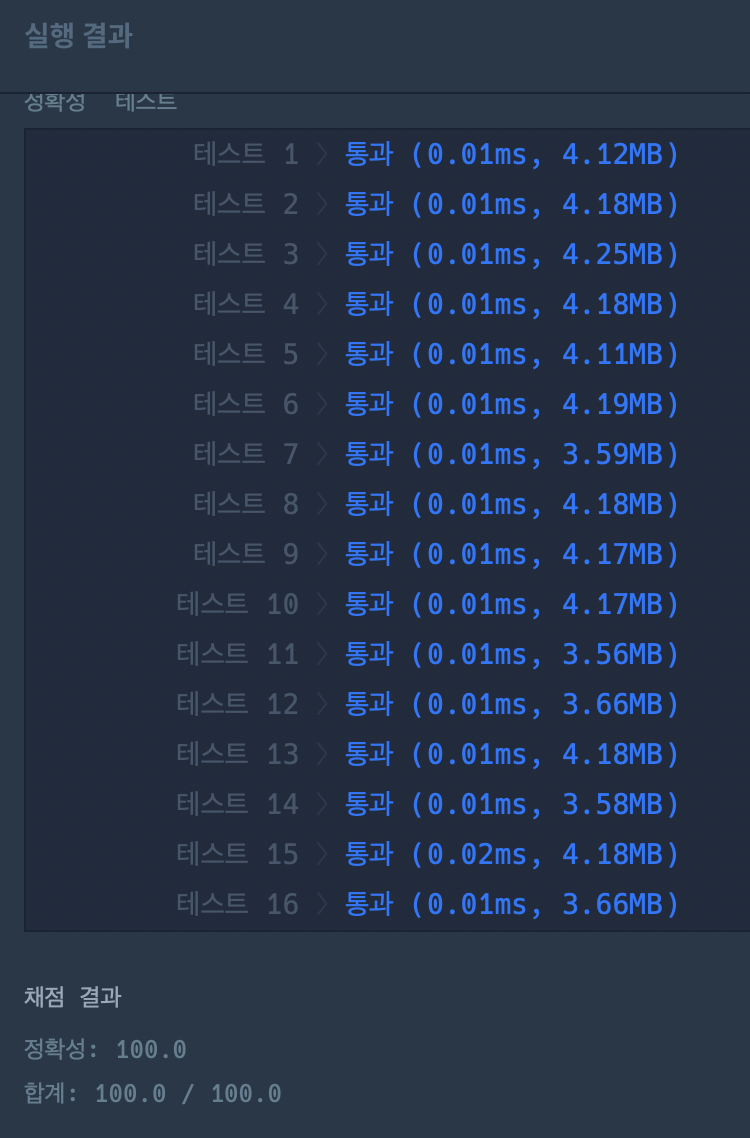 실행 결과
정확성 테스트
테스트 1 〉 통과 (0.01ms, 4.12MB)
테스트 2 〉 통과 (0.01ms, 4.18MB)
테스트 3 〉 통과 (0.01ms, 4.25MB)
테스트 4 〉 통과 (0.01ms, 4.18MB)
테스트 5 〉 통과 (0.01ms, 4.11MB)
테스트 6 〉 통과 (0.01ms, 4.19MB)
테스트 7 〉 통과 (0.01ms, 3.59MB)
테스트 8 〉 통과 (0.01ms, 4.18MB)
테스트 9 〉 통과 (0.01ms, 4.17MB)
테스트 10 〉 통과 (0.01ms, 4.17MB)
테스트 11 〉 통과 (0.01ms, 3.56MB)
테스트 12 〉 통과 (0.01ms, 3.66MB)
테스트 13 〉 통과 (0.01ms, 4.18MB)
테스트 14 〉 통과 (0.01ms, 3.58MB)
테스트 15 〉 통과 (0.02ms, 4.18MB)
테스트 16 〉 통과 (0.01ms, 3.66MB)
채점 결과
정확성: 100.0
합계: 100.0 / 100.0